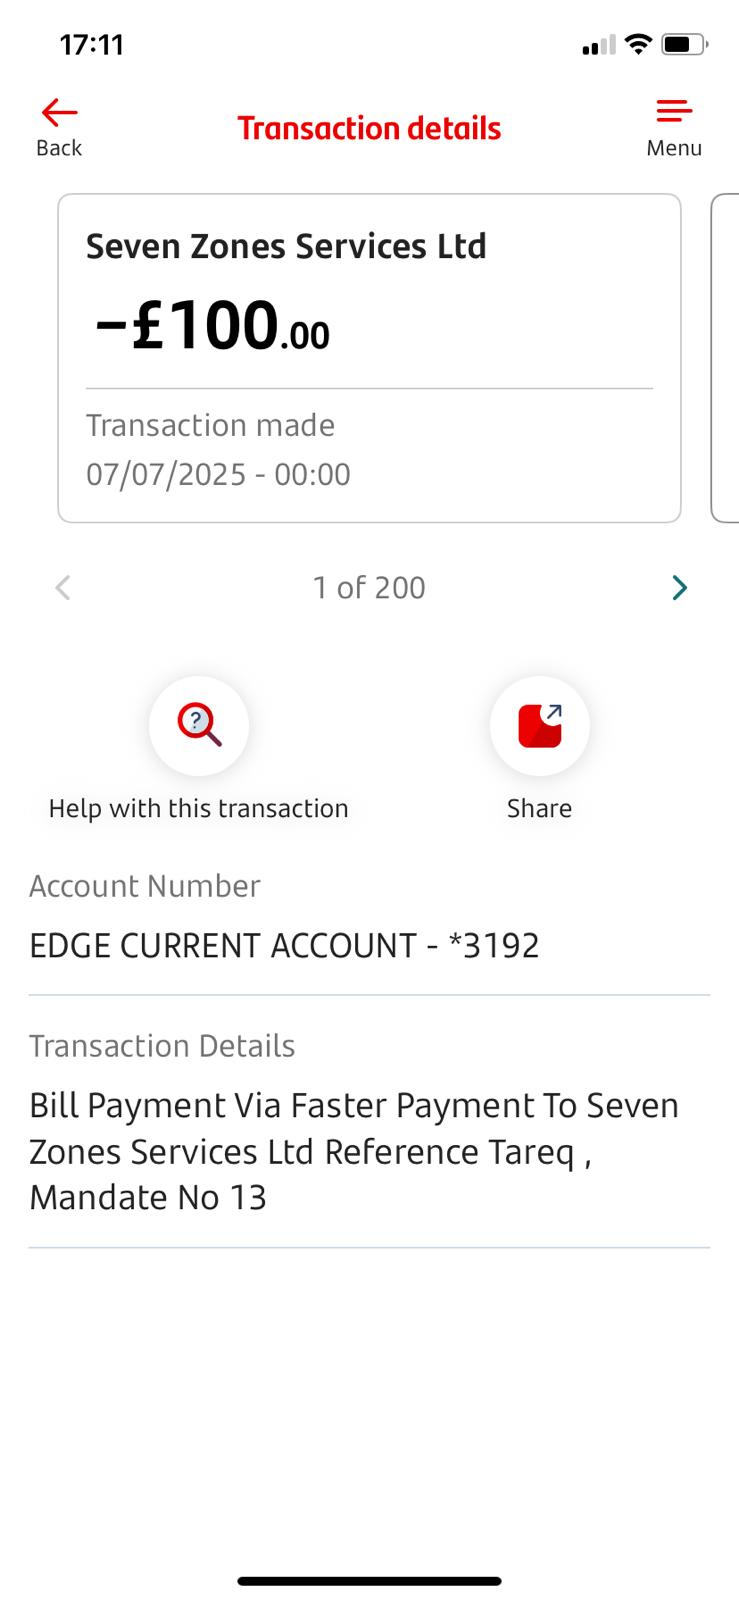 17:11
Back
Transaction details
Menu
Seven Zones Services Ltd
−£100.00
Transaction made
07/07/2025 - 00:00
1 of 200
?
Help with this transaction
Share
Account Number
EDGE CURRENT ACCOUNT - *3192
Transaction Details
Bill Payment Via Faster Payment To Seven
Zones Services Ltd Reference Tareq ,
Mandate No 13